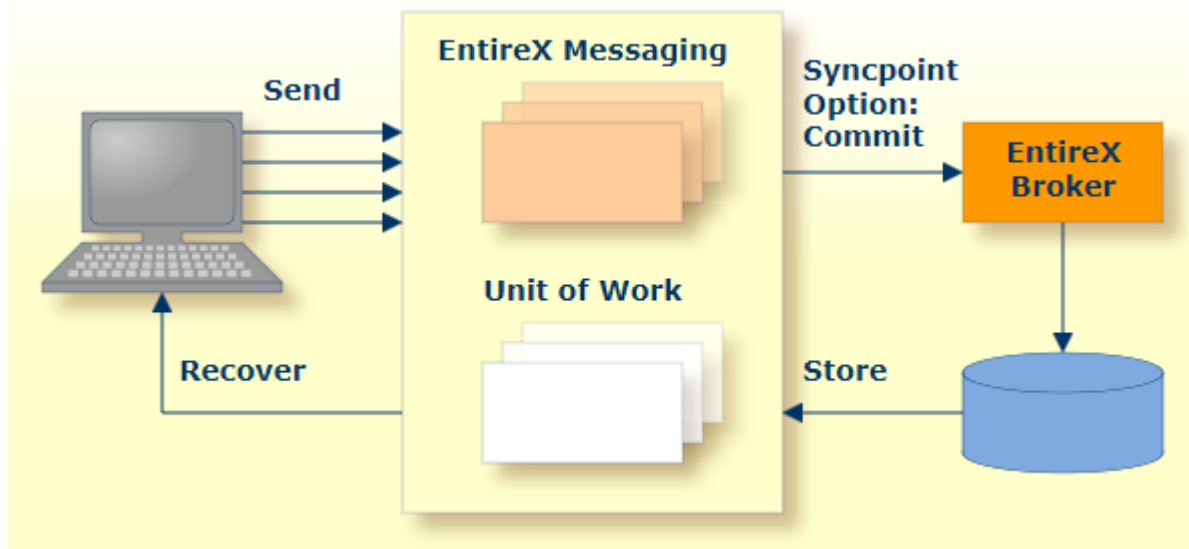 EntireX Messaging
Send
Syncpoint
Option:
Commit
EntireX
Broker
Unit of Work
Recover
Store